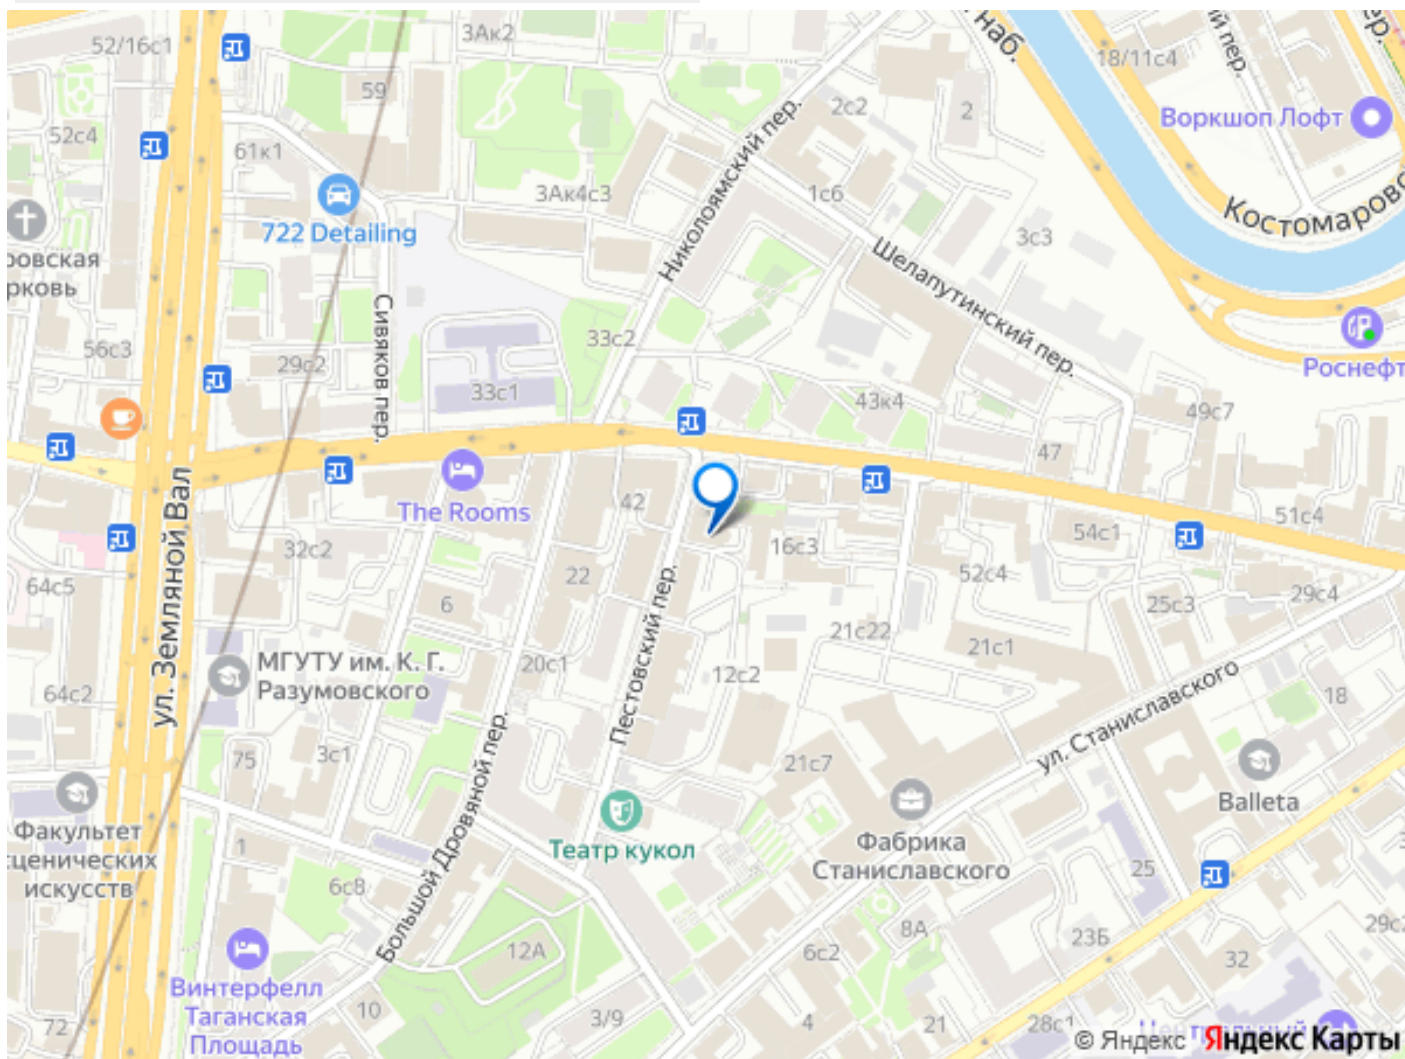 52/16с1
3Ак2
наб.
й пер.
ер.
18/11с4
59
2с2
2
Воркшоп Лофт
52с4
61к1
Николоямский пер.
3Ак4с3
1с6
Костомаровс
722 Detailing
3с3
ровская
рковь
Шелапутинский пер.
Сивяков пер.
56с3
29с2
33с2
Роснефт
33с1
43к4
49с7
47
ул. Земляной Вал
The Rooms
42
51с4
54с1
32с2
16с3
64с5
22
52с4
29с4
6
Пестовский пер.
25с3
21с22
21с1
МГУТУ им. К. Г.
Разумовского
20с1
12с2
64с2
18
ул. Станиславского
Большой Дровяной пер.
75
3с1
21с7
Balleta
Факультет
сценических
искусств
1
Театр кукол
Фабрика
Станиславского
25
6с8
8А
29с2
23Б
12А
6с2
32
Винтерфелл
Таганская
Площадь
10
3/9
4
21
28с1
72
© Яндекс Яндекс Карты